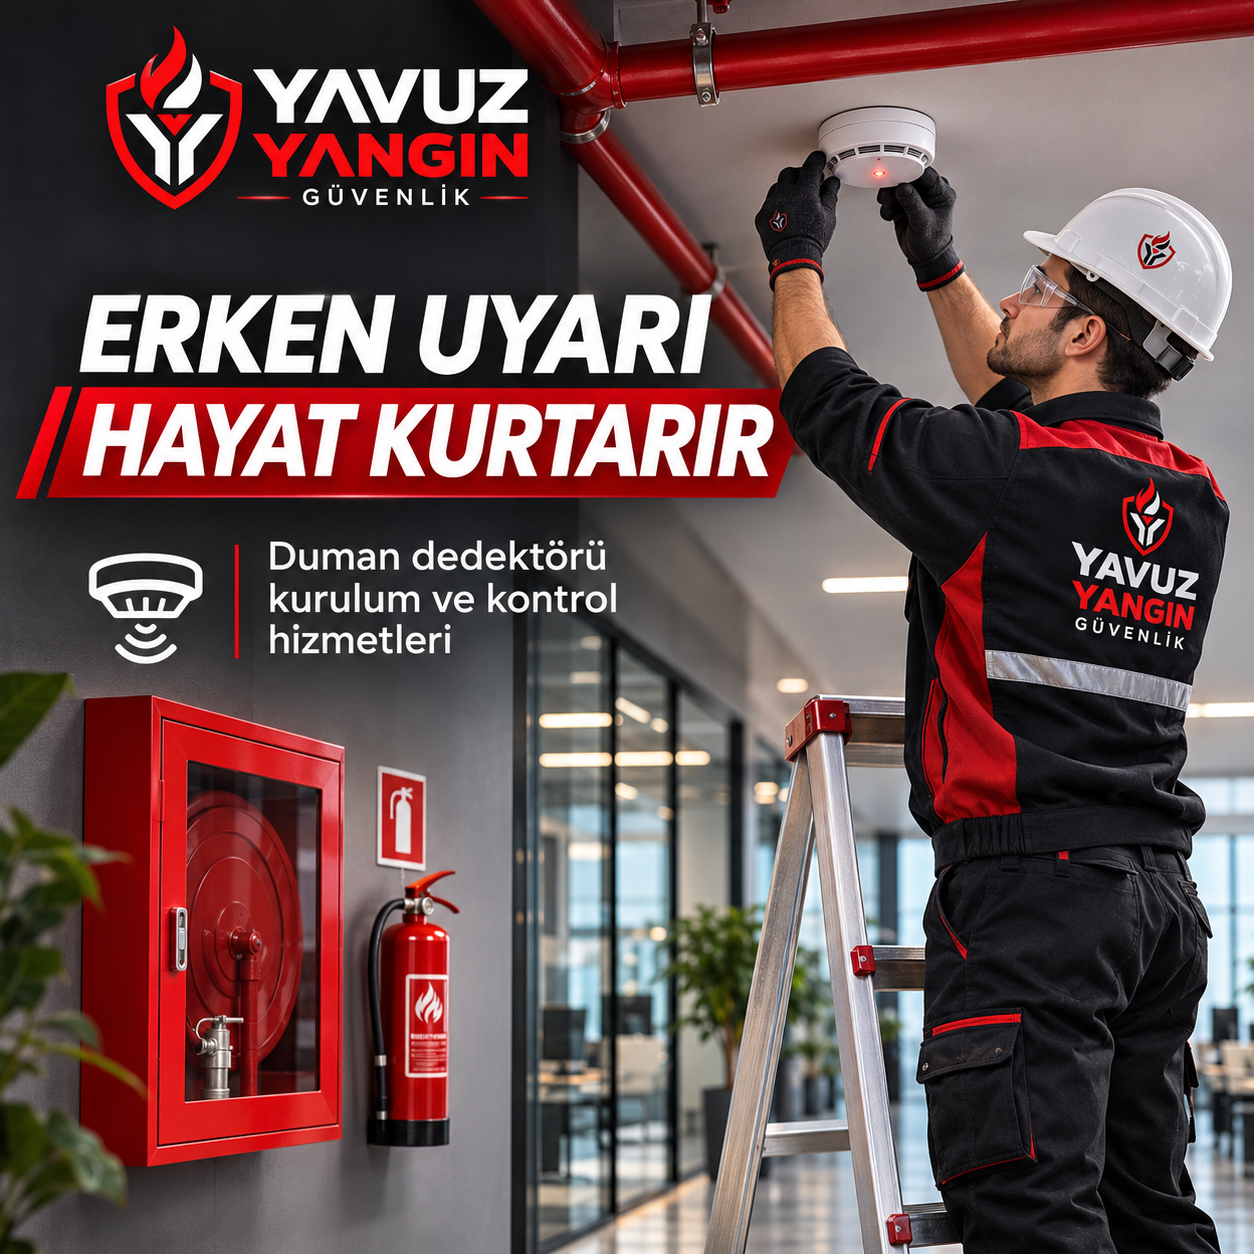 YAVUZ
YANGIN
GÜVENLİK
ERKEN UYARI
HAYAT KURTARIR
Duman dedektörü
kurulum ve kontrol
hizmetleri
YAVUZ
YANGIN
GÜVENLİK